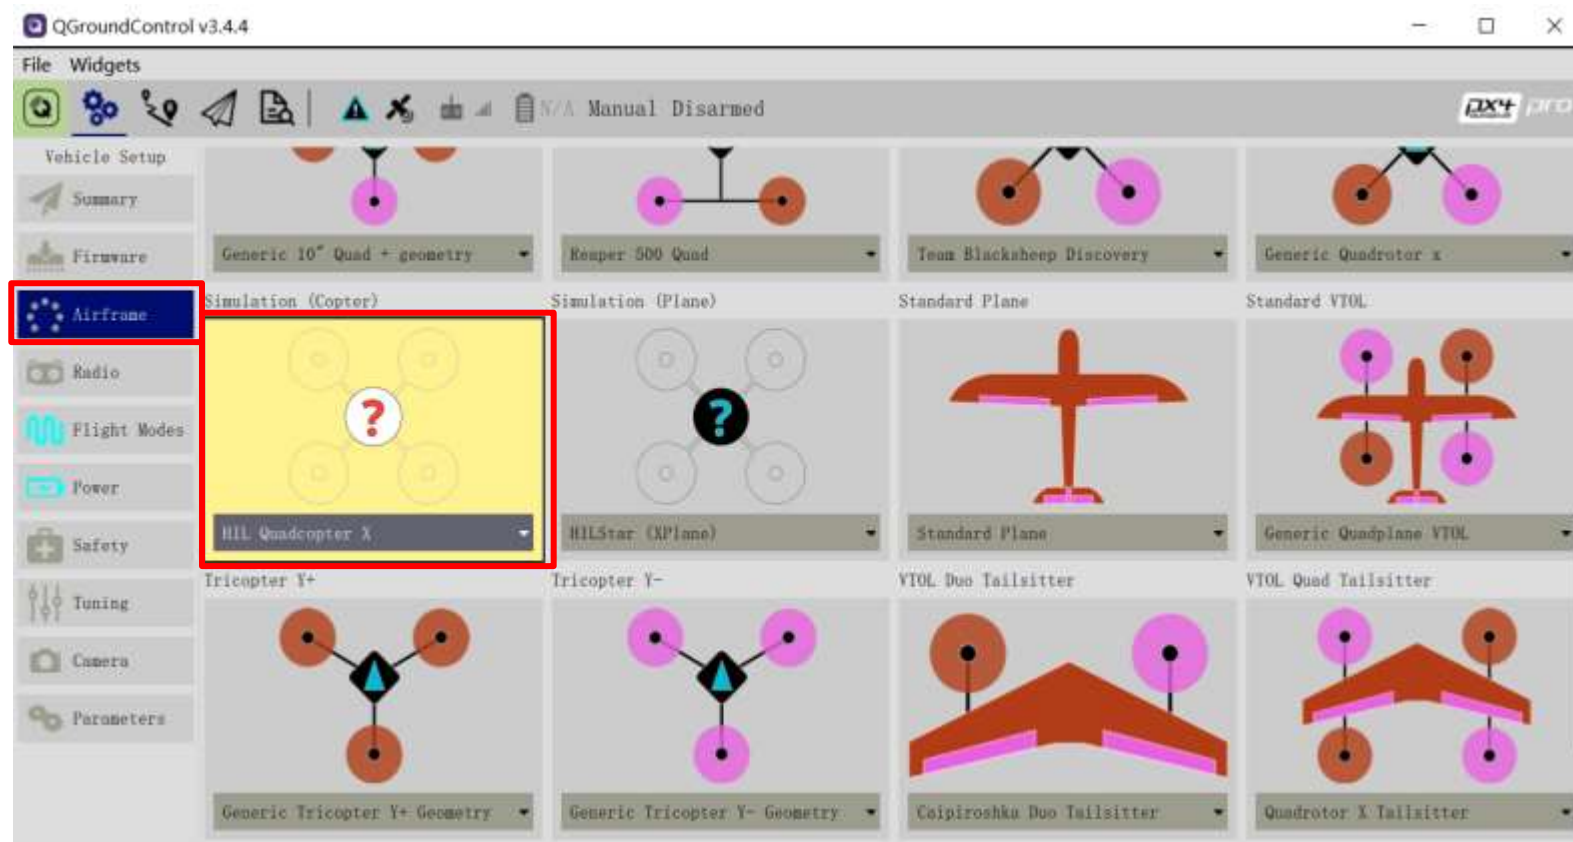 QGroundControl v3.4.4
File Widgets
N/A Manual Disarmed
px4 pro
Vehicle Setup
Summary
Firmware
Airframe
Radio
Flight Modes
Power
Safety
Tuning
Camera
Parameters
Generic 10" Quad + geometry
Reaper 500 Quad
Team Blacksheep Discovery
Generic Quadrotor x
Simulation (Copter)
Simulation (Plane)
Standard Plane
Standard VTOL
?
?
HIL Quadcopter X
HILStar (XPlane)
Standard Plane
Generic Quadplane VTOL
Tricopter Y+
Tricopter Y-
VTOL Duo Tailsitter
VTOL Quad Tailsitter
Generic Tricopter Y+ Geometry
Generic Tricopter Y- Geometry
Caipiroshka Duo Tailsitter
Quadrotor X Tailsitter